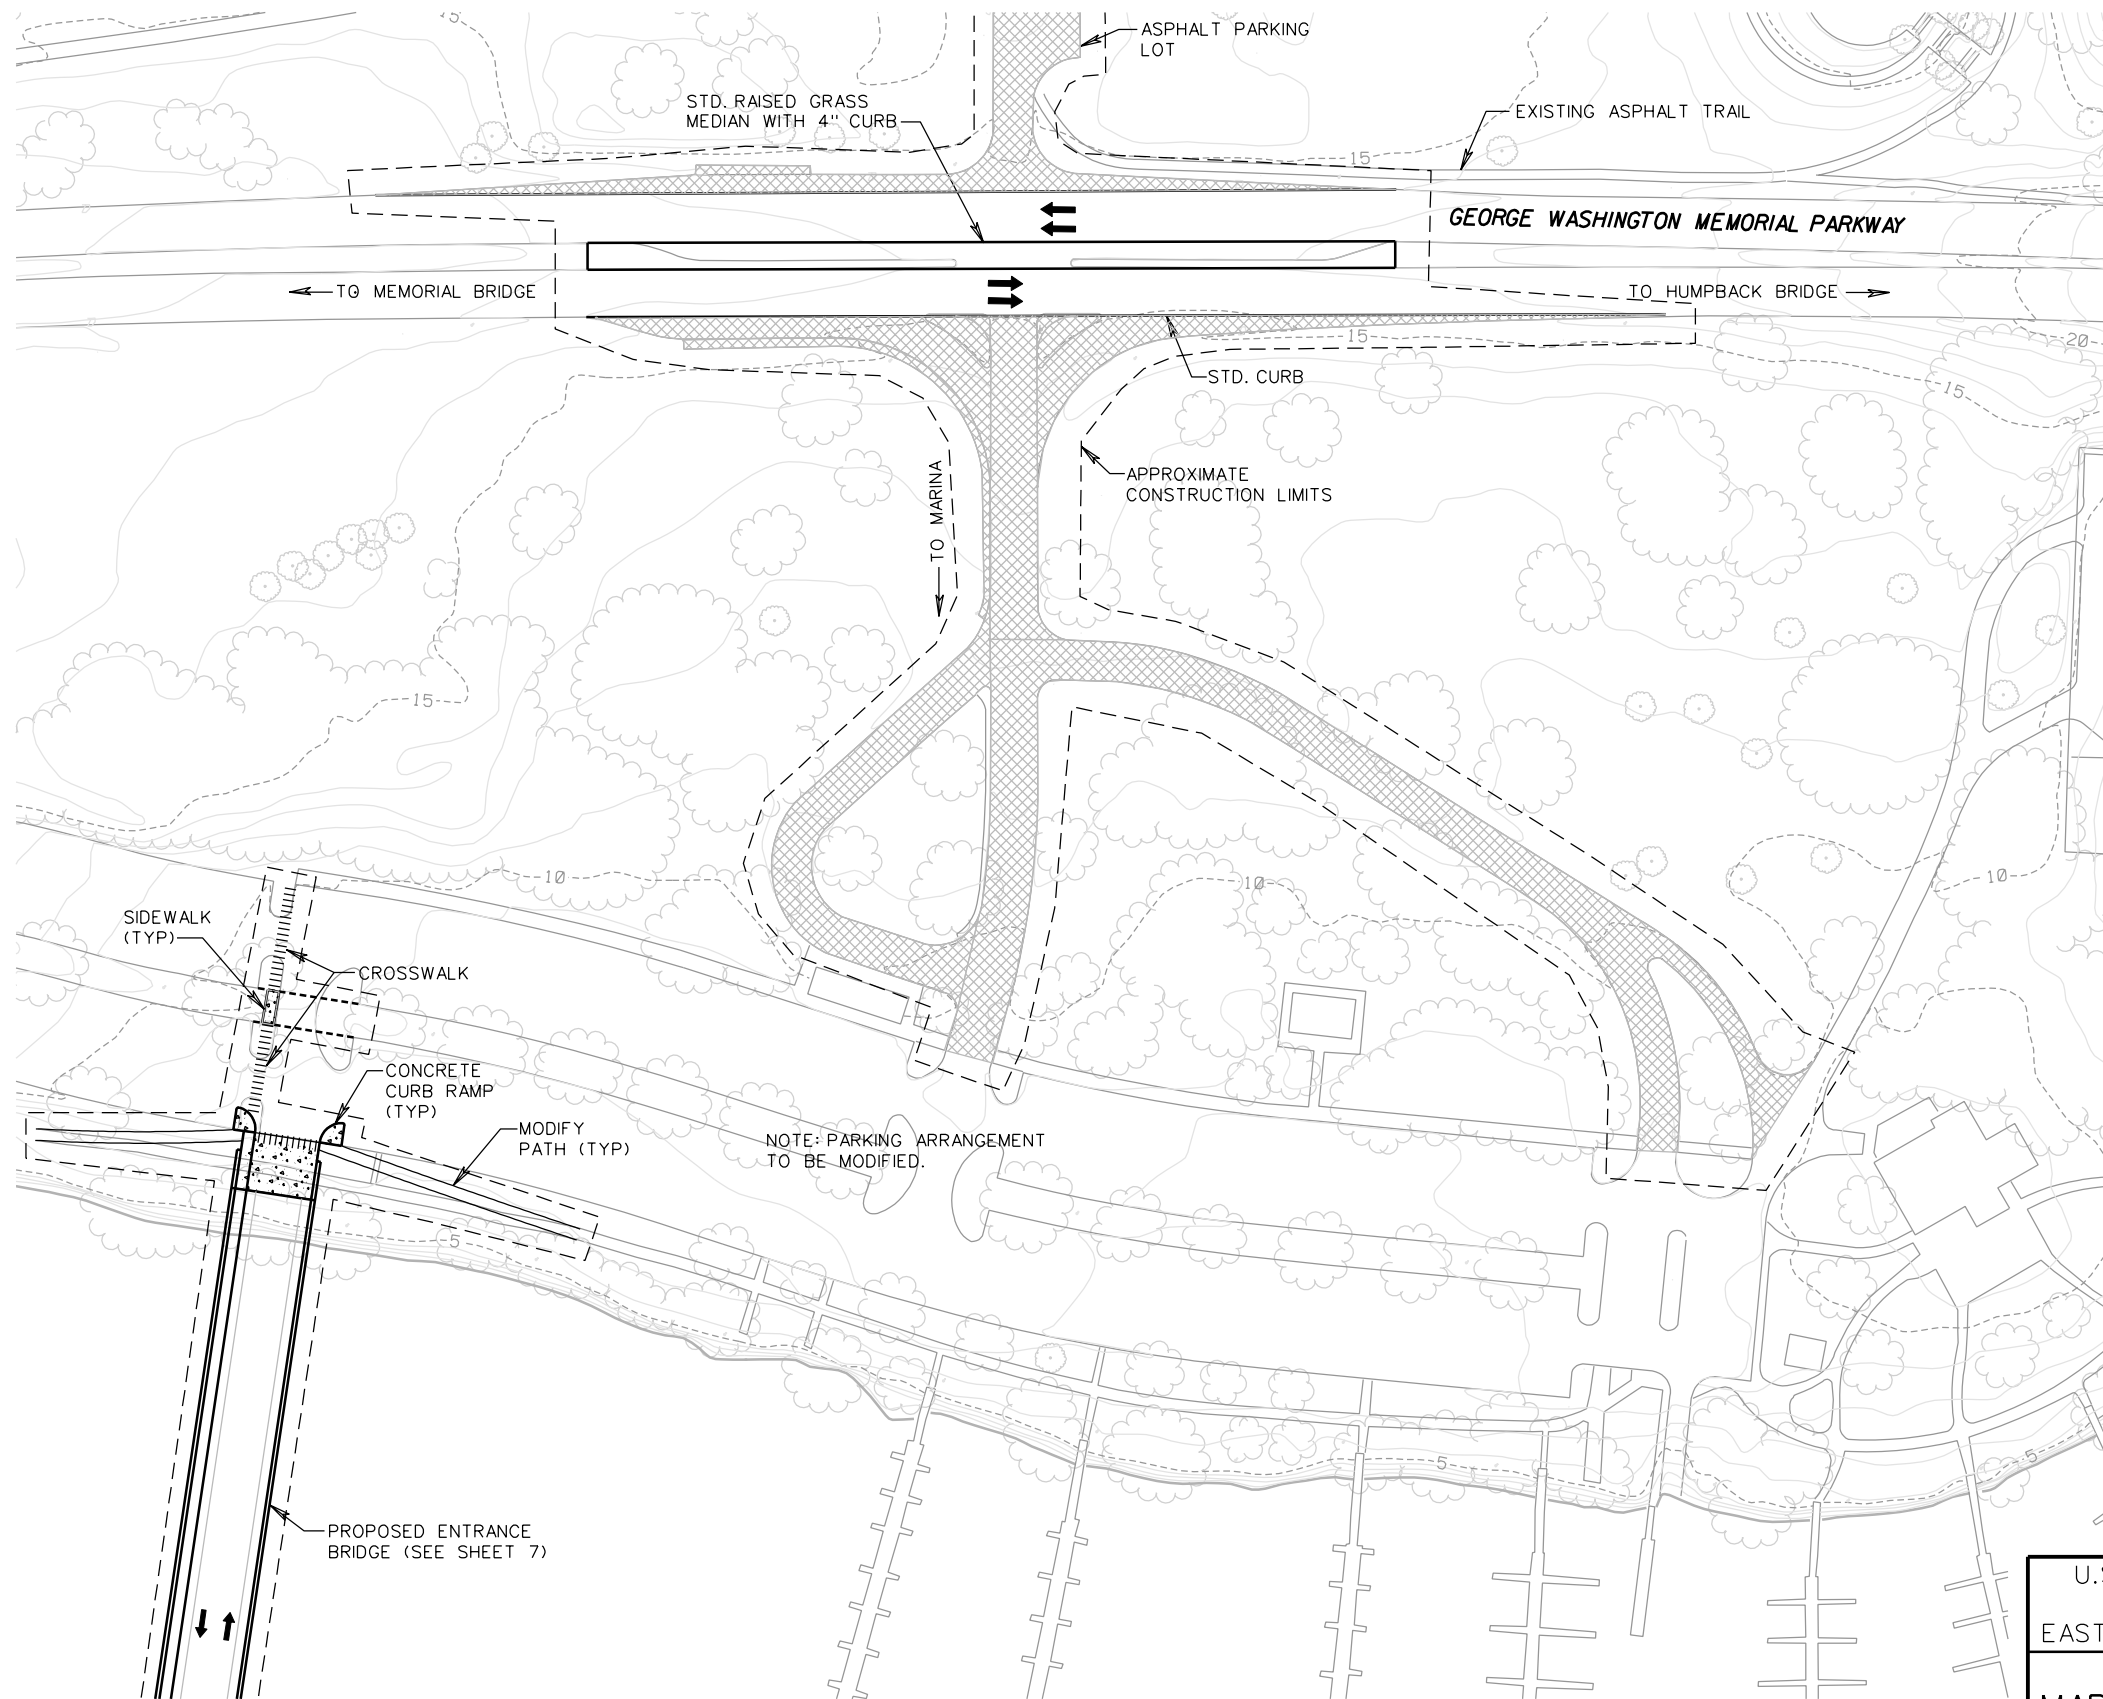 15
ASPHALT PARKING
LOT
STD. RAISED GRASS
MEDIAN WITH 4" CURB
EXISTING ASPHALT TRAIL
15
GEORGE WASHINGTON MEMORIAL PARKWAY
TO MEMORIAL BRIDGE
TO HUMPBACK BRIDGE
15
20
STD. CURB
15
TO MARINA
APPROXIMATE
CONSTRUCTION LIMITS
15
10
10
10
SIDEWALK
(TYP)
CROSSWALK
CONCRETE
CURB RAMP
(TYP)
MODIFY
PATH (TYP)
NOTE: PARKING ARRANGEMENT
TO BE MODIFIED.
5
5
5
PROPOSED ENTRANCE
BRIDGE (SEE SHEET 7)
U.S
EAST